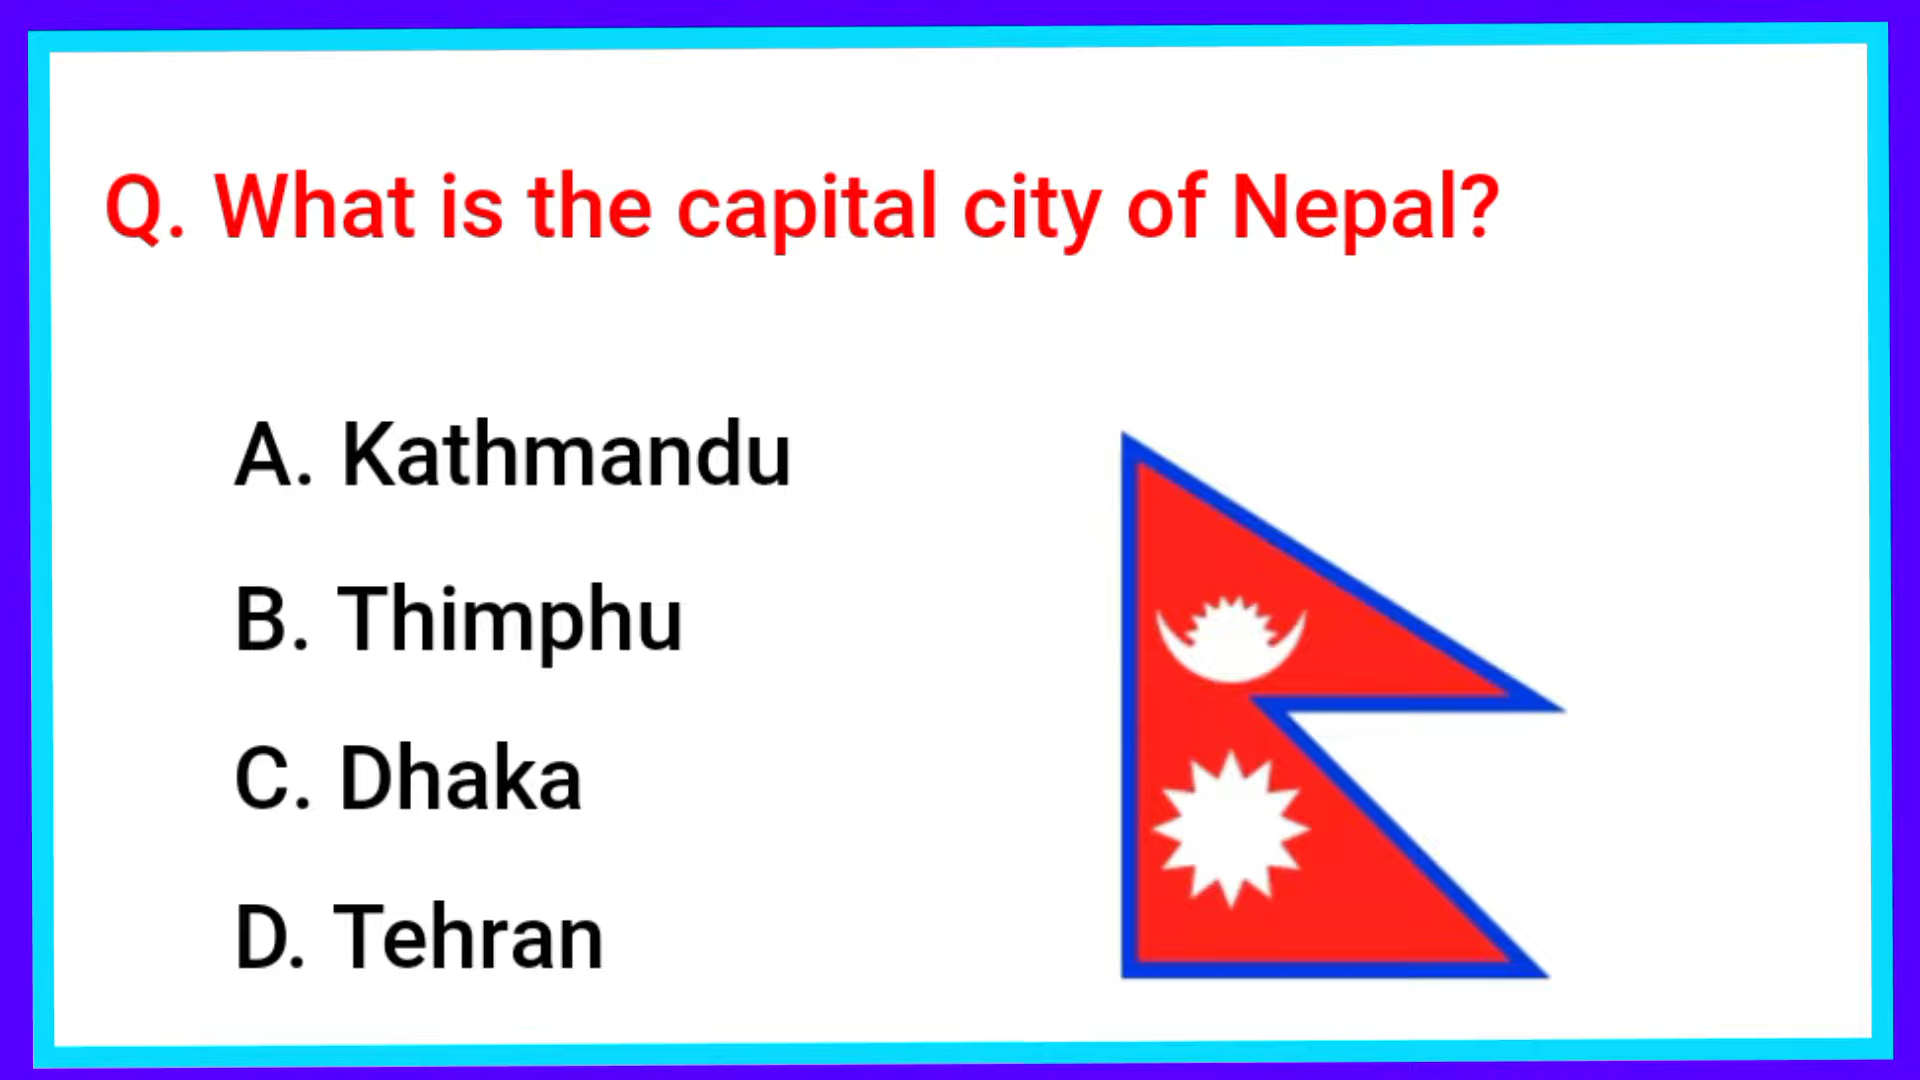 Q. What is the capital city of Nepal?
A. Kathmandu
B. Thimphu
C. Dhaka
D. Tehran